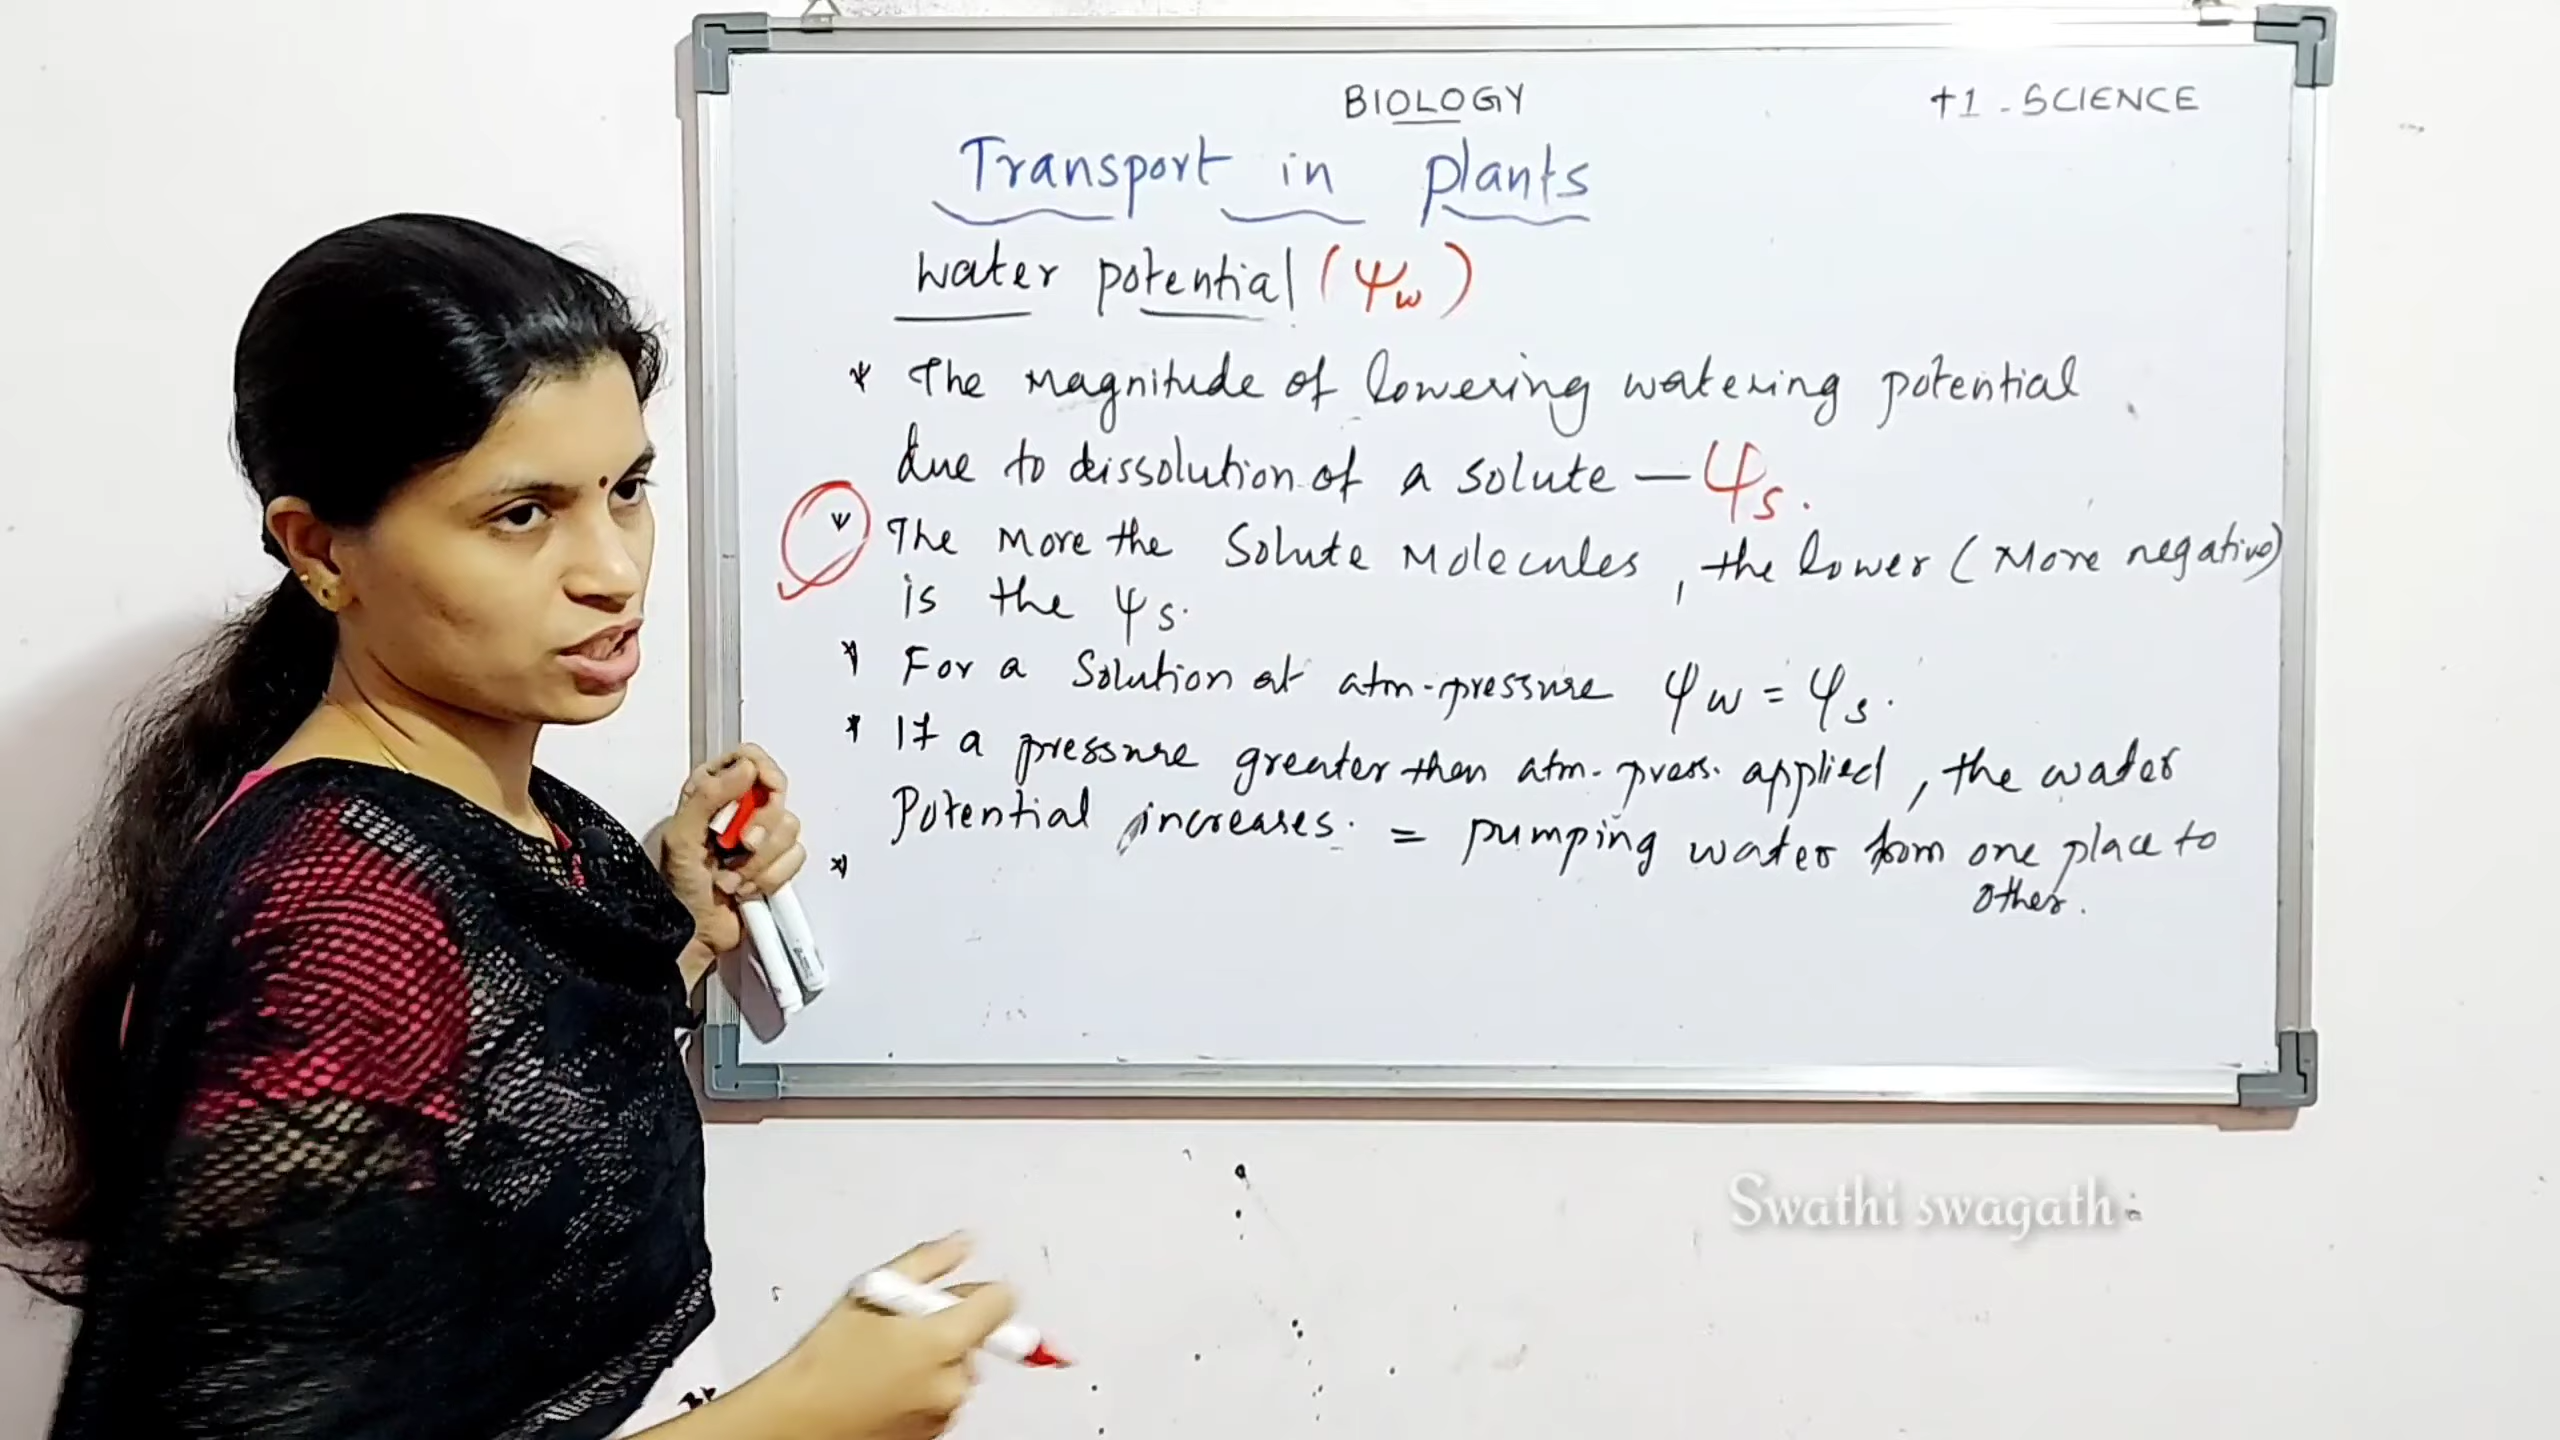 BIOLOGY
+1 - SCIENCE
Transport in plants
water potential (Ψw)
* The magnitude of lowering watering potential
due to dissolution of a solute — Ψs.
* The more the solute molecules, the lower (more negative)
is the Ψs.
* For a solution at atm-pressure Ψw = Ψs.
* If a pressure greater then atm. press. applied, the water
potential increases. = pumping water from one place to
other.
*
Swathi swagath